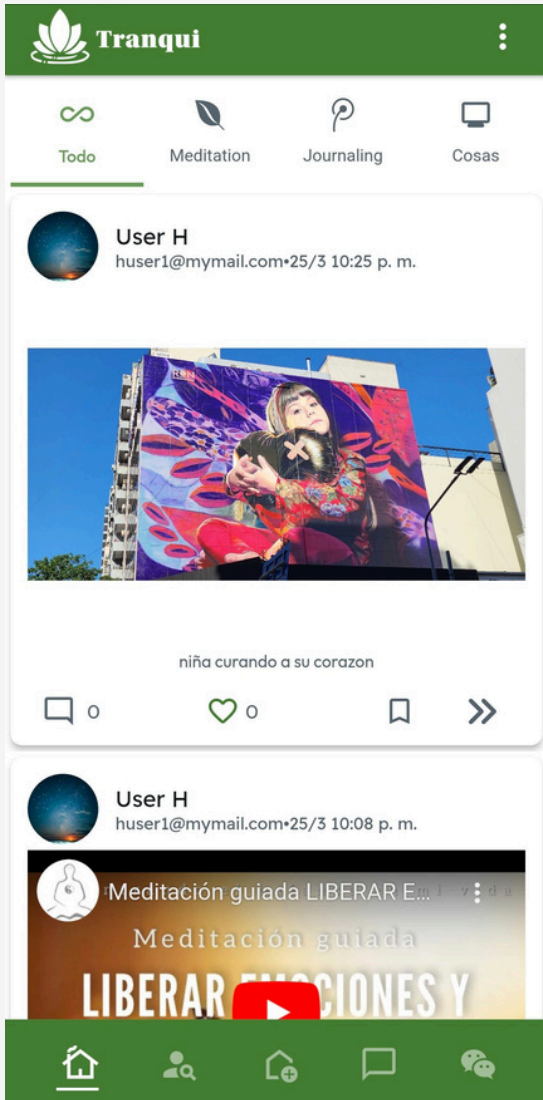 Tranqui
Todo Meditation Journaling Cosas
User H
huser1@mymail.com•25/3 10:25 p. m.
niña curando a su corazon
0 0
User H
huser1@mymail.com•25/3 10:08 p. m.
Meditación guiada LIBERAR E...
Meditación guiada
LIBERAR EMOCIONES Y